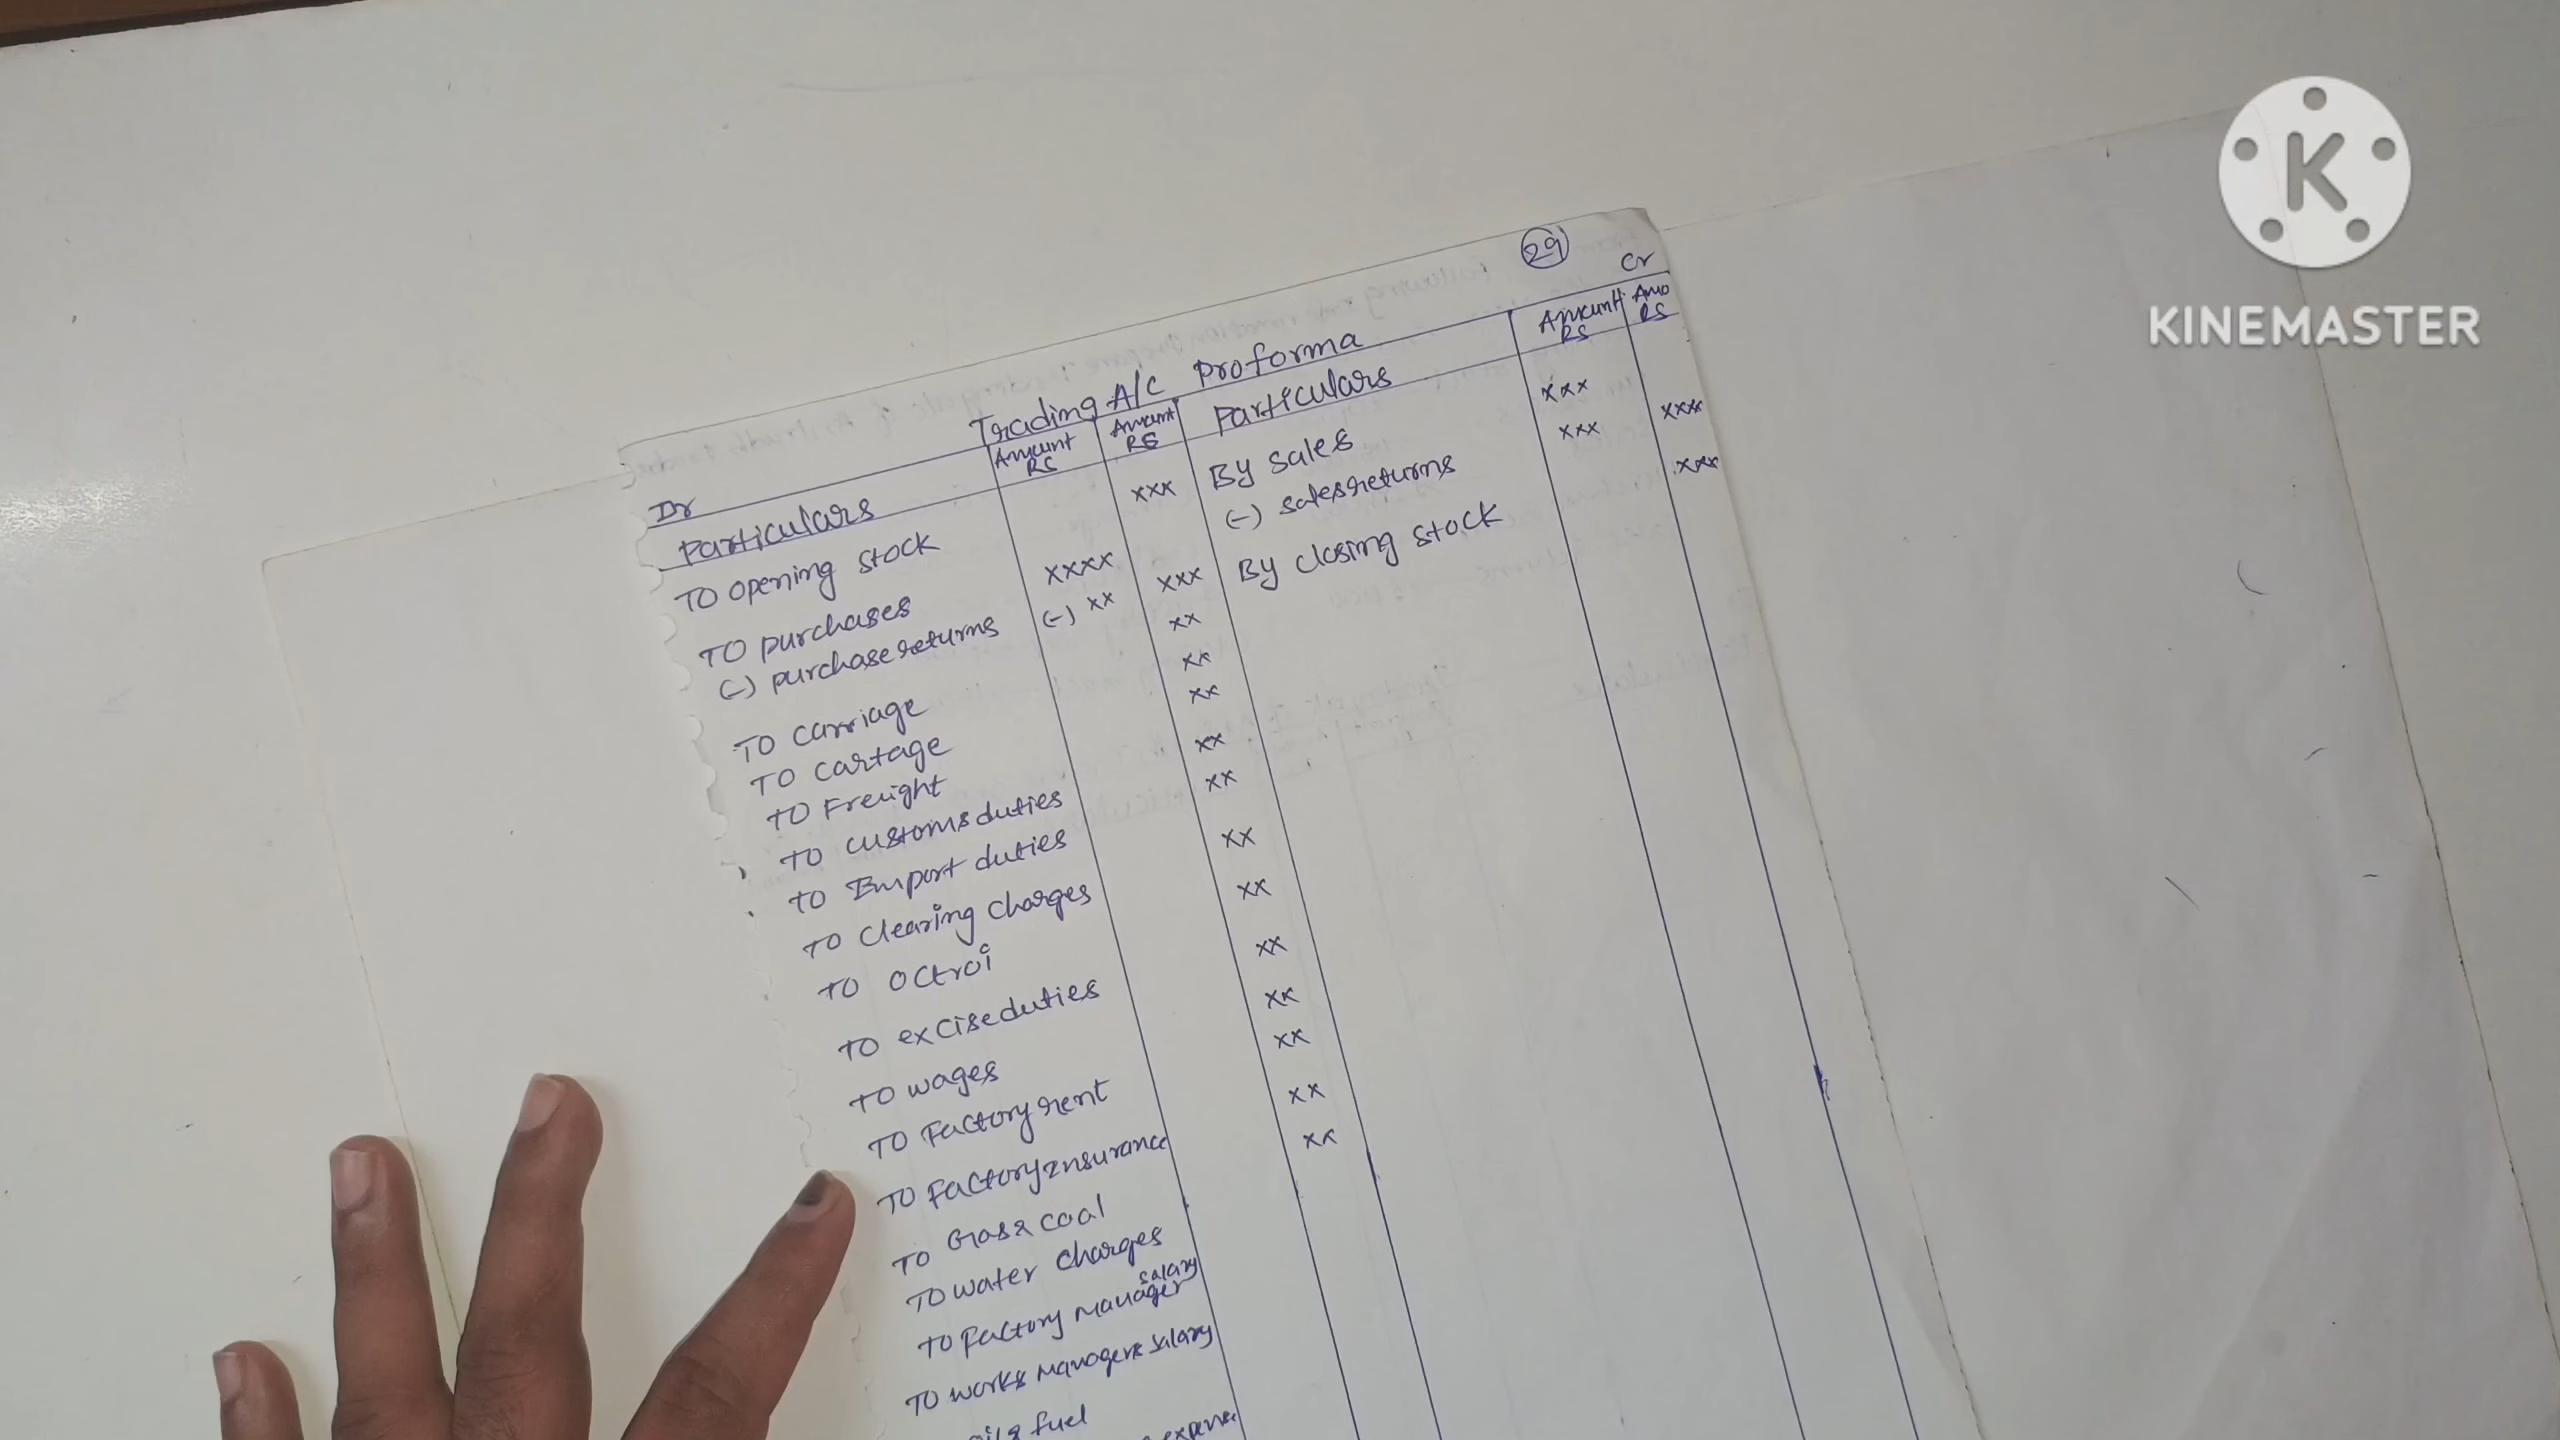 29
Trading A/C Proforma
Dr
Cr
Particulars
Amount RS
Amount RS
Particulars
Amount RS
Amo RS
TO opening stock
xxx
TO purchases
xxxx
(-) purchase returns
(-) xx
xxx
TO carriage
xx
TO cartage
xx
TO Freight
xx
TO customs duties
xx
TO Import duties
xx
TO clearing charges
xx
TO octroi
xx
TO excise duties
xx
TO wages
xx
TO Factory rent
xx
TO Factory Insurance
xx
TO Gas & coal
xx
TO water charges
TO factory manager salary
TO works managers salary
fuel
By sales
xxx
(-) sales returns
xxx
xxxx
By closing stock
xxx
K
KINEMASTER